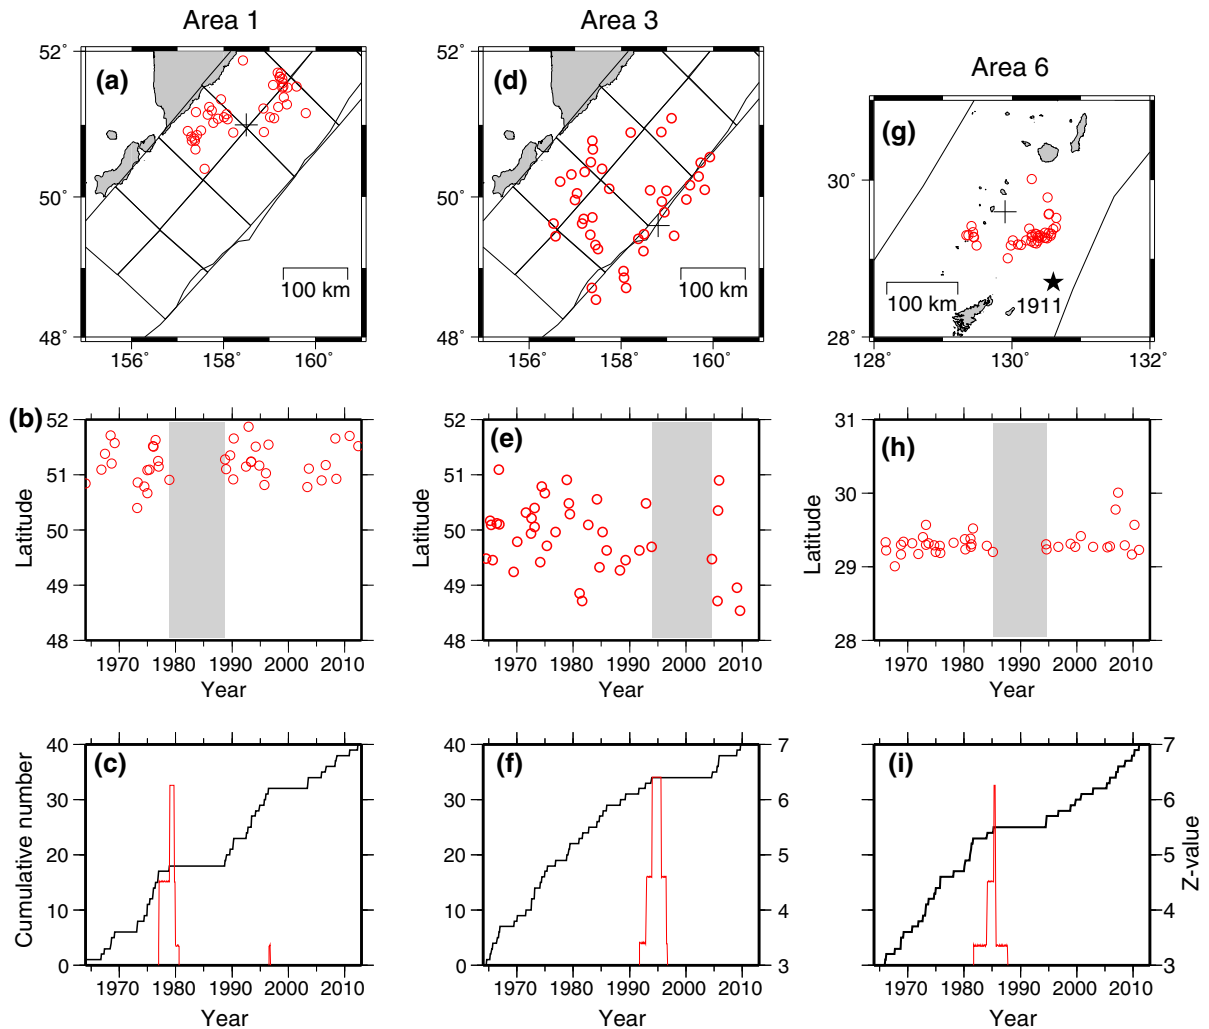 Area 1
Area 3
Area 6
(a)
52°
50°
48°
156°
158°
160°
100 km
(d)
52°
50°
48°
156°
158°
160°
100 km
(g)
30°
28°
128°
130°
132°
100 km
1911
(b)
Latitude
52
51
50
49
48
1970 1980 1990 2000 2010
Year
(e)
Latitude
52
51
50
49
48
1970 1980 1990 2000 2010
Year
(h)
Latitude
31
30
29
28
1970 1980 1990 2000 2010
Year
(c)
Cumulative number
40
30
20
10
0
1970 1980 1990 2000 2010
Year
(f)
40
30
20
10
0
7
6
5
4
3
1970 1980 1990 2000 2010
Year
(i)
7
6
5
4
3
Z-value
1970 1980 1990 2000 2010
Year